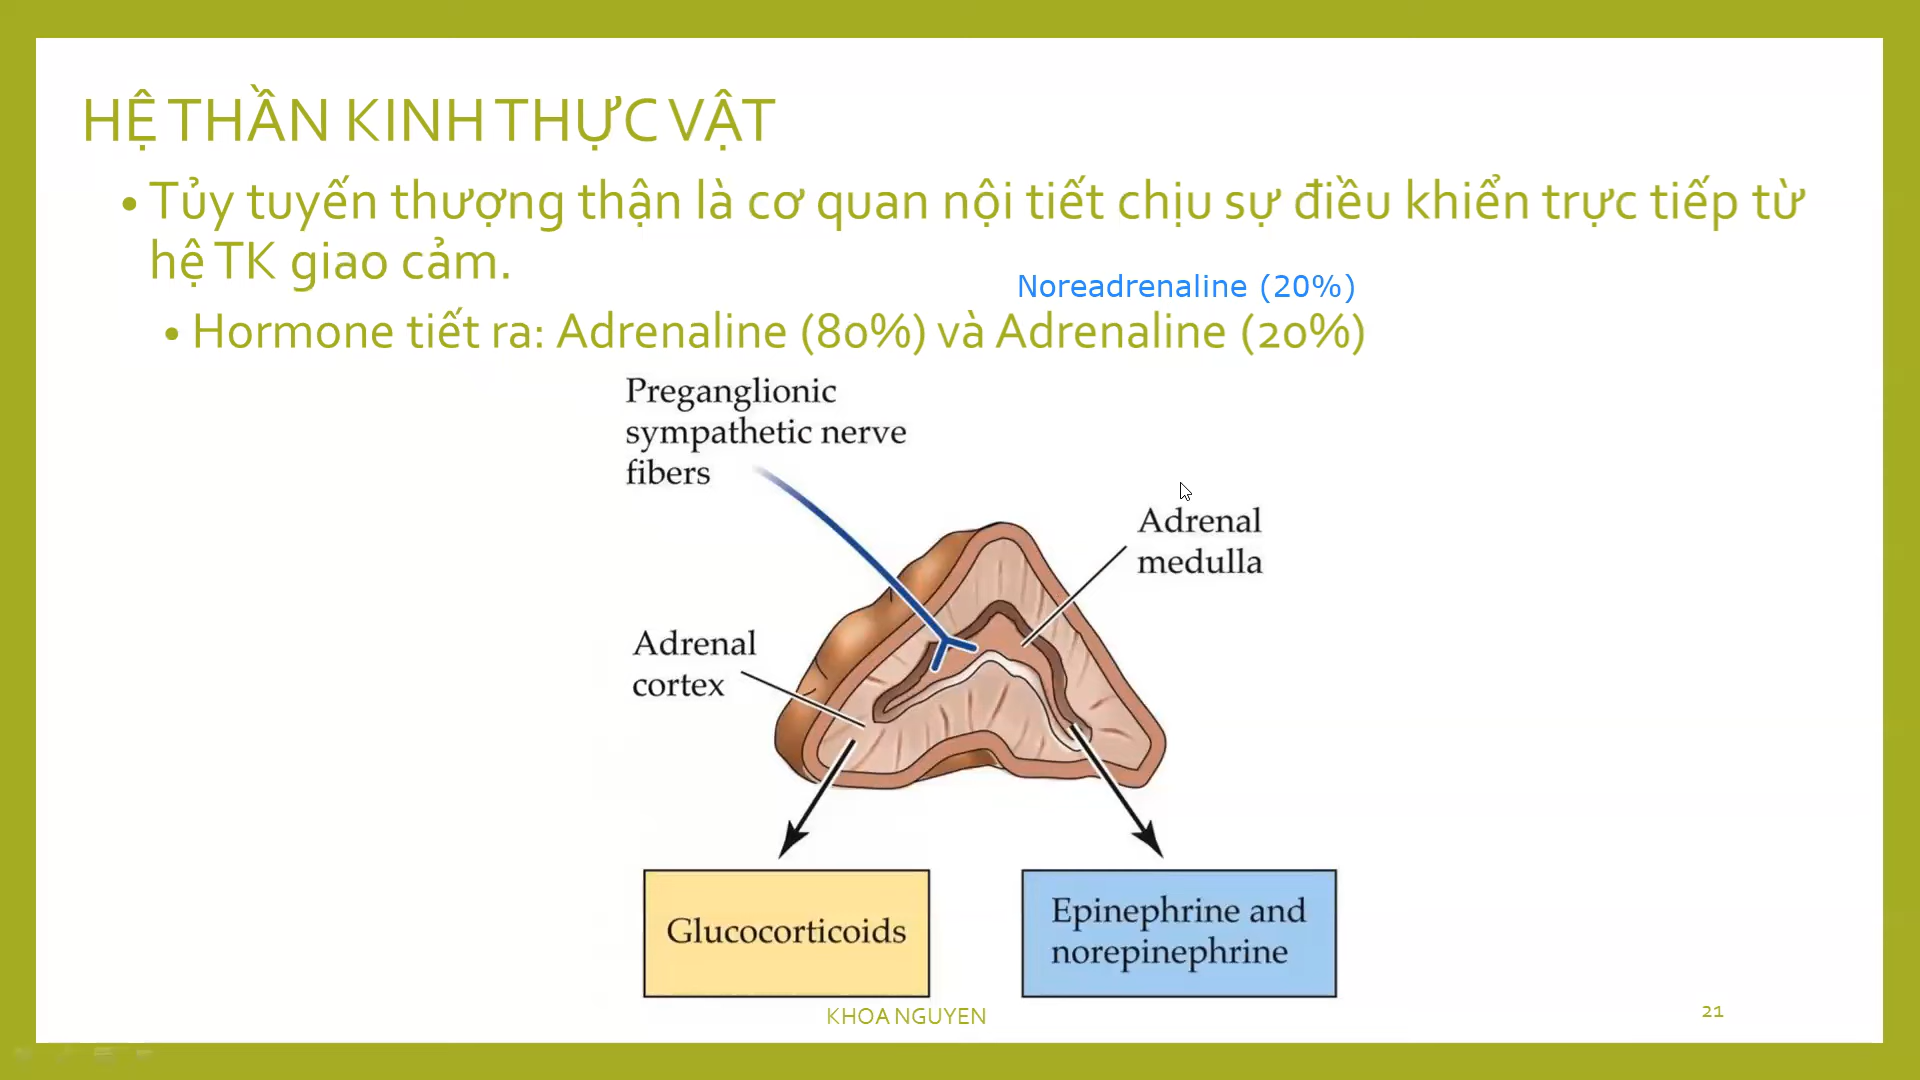 HỆ THẦN KINH THỰC VẬT
• Tủy tuyến thượng thận là cơ quan nội tiết chịu sự điều khiển trực tiếp từ
hệ TK giao cảm.
Noreadrenaline (20%)
• Hormone tiết ra: Adrenaline (80%) và Adrenaline (20%)
Preganglionic
sympathetic nerve
fibers
Adrenal
medulla
Adrenal
cortex
Glucocorticoids
Epinephrine and
norepinephrine
KHOA NGUYEN
21